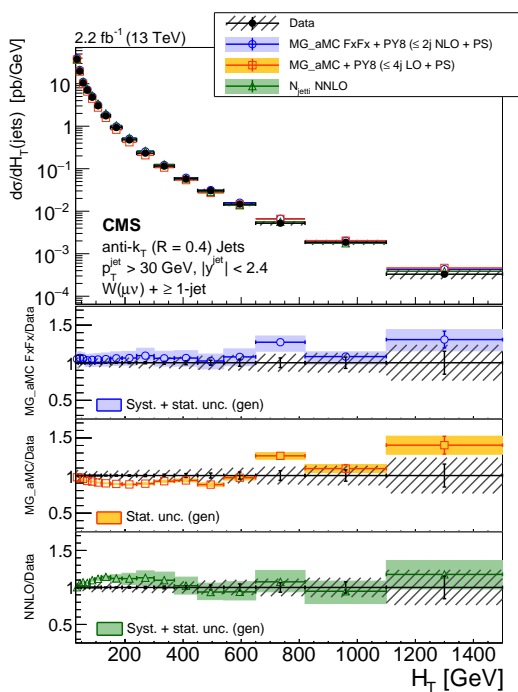 2.2 fb⁻¹ (13 TeV)
Data
MG_aMC FxFx + PY8 (≤ 2j NLO + PS)
MG_aMC + PY8 (≤ 4j LO + PS)
N_jetti NNLO
dσ/dH_T(jets) [pb/GeV]
10
1
10⁻¹
10⁻²
10⁻³
10⁻⁴
CMS
anti-k_T (R = 0.4) Jets
p_T^jet > 30 GeV, |y^jet| < 2.4
W(μν) + ≥ 1-jet
MG_aMC FxFx/Data
1.5
1
0.5
Syst. + stat. unc. (gen)
MG_aMC/Data
1.5
1
0.5
Stat. unc. (gen)
NNLO/Data
1.5
1
0.5
Syst. + stat. unc. (gen)
200 400 600 800 1000 1200 1400
H_T [GeV]